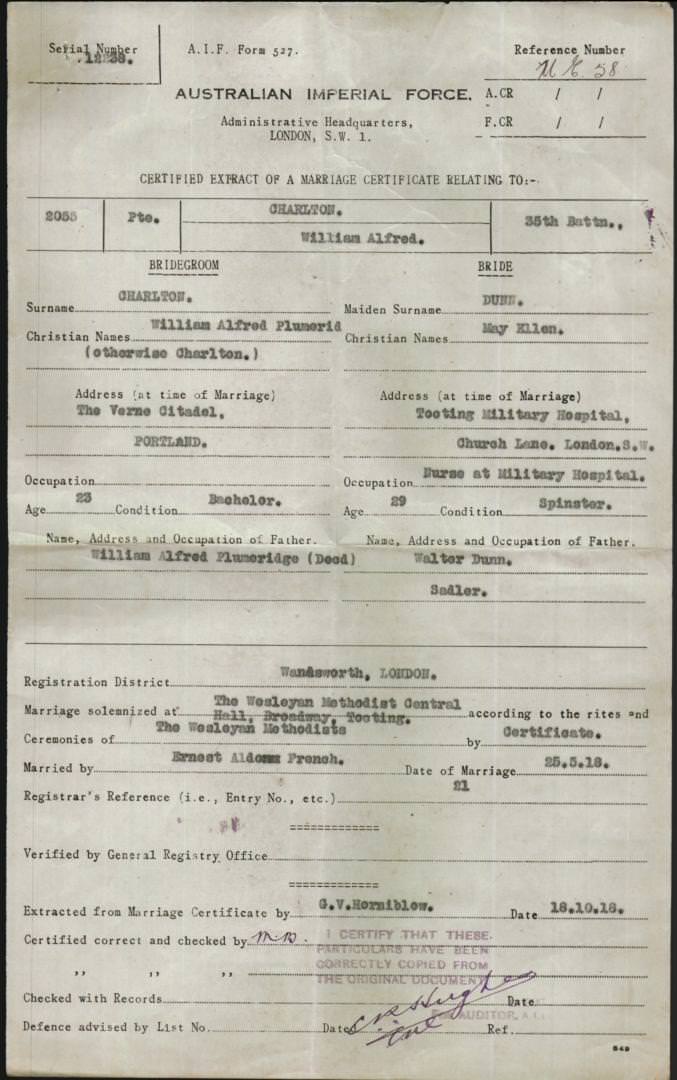 Serial Number
12238.
A.I.F. Form 527.
Reference Number
M.C. 58
AUSTRALIAN IMPERIAL FORCE.
A.CR / /
Administrative Headquarters,
F.CR / /
LONDON, S.W. 1.
CERTIFIED EXTRACT OF A MARRIAGE CERTIFICATE RELATING TO:-
2055 Pte. CHARLTON. 35th Battn.,
William Alfred.
BRIDEGROOM BRIDE
Surname CHARLTON. Maiden Surname DUNN.
Christian Names William Alfred Plumerid Christian Names May Ellen.
(otherwise Charlton.)
Address (at time of Marriage) Address (at time of Marriage)
The Verne Citadel, Tooting Military Hospital,
PORTLAND. Church Lane. London.S.W.
Occupation Occupation Nurse at Military Hospital.
Age 23 Condition Bachelor. Age 29 Condition Spinster.
Name, Address and Occupation of Father. Name, Address and Occupation of Father.
William Alfred Plumeridge (Decd) Walter Dunn.
Sadler.
Registration District Wandsworth, LONDON.
Marriage solemnized at The Wesleyan Methodist Central
Hall, Broadway, Tooting. according to the rites and
Ceremonies of The Wesleyan Methodists by Certificate.
Married by Ernest French. Date of Marriage 25.5.18.
Registrar's Reference (i.e., Entry No., etc.) 21
Verified by General Registry Office
Extracted from Marriage Certificate by G.V.Horniblow. Date 18.10.18.
Certified correct and checked by M.B.
I CERTIFY THAT THESE
PARTICULARS HAVE BEEN
CORRECTLY COPIED FROM
THE ORIGINAL DOCUMENT
,, ,, ,,
Checked with Records Date
Hughes
AUDITOR, A.I.
Defence advised by List No. Date Ref.
549